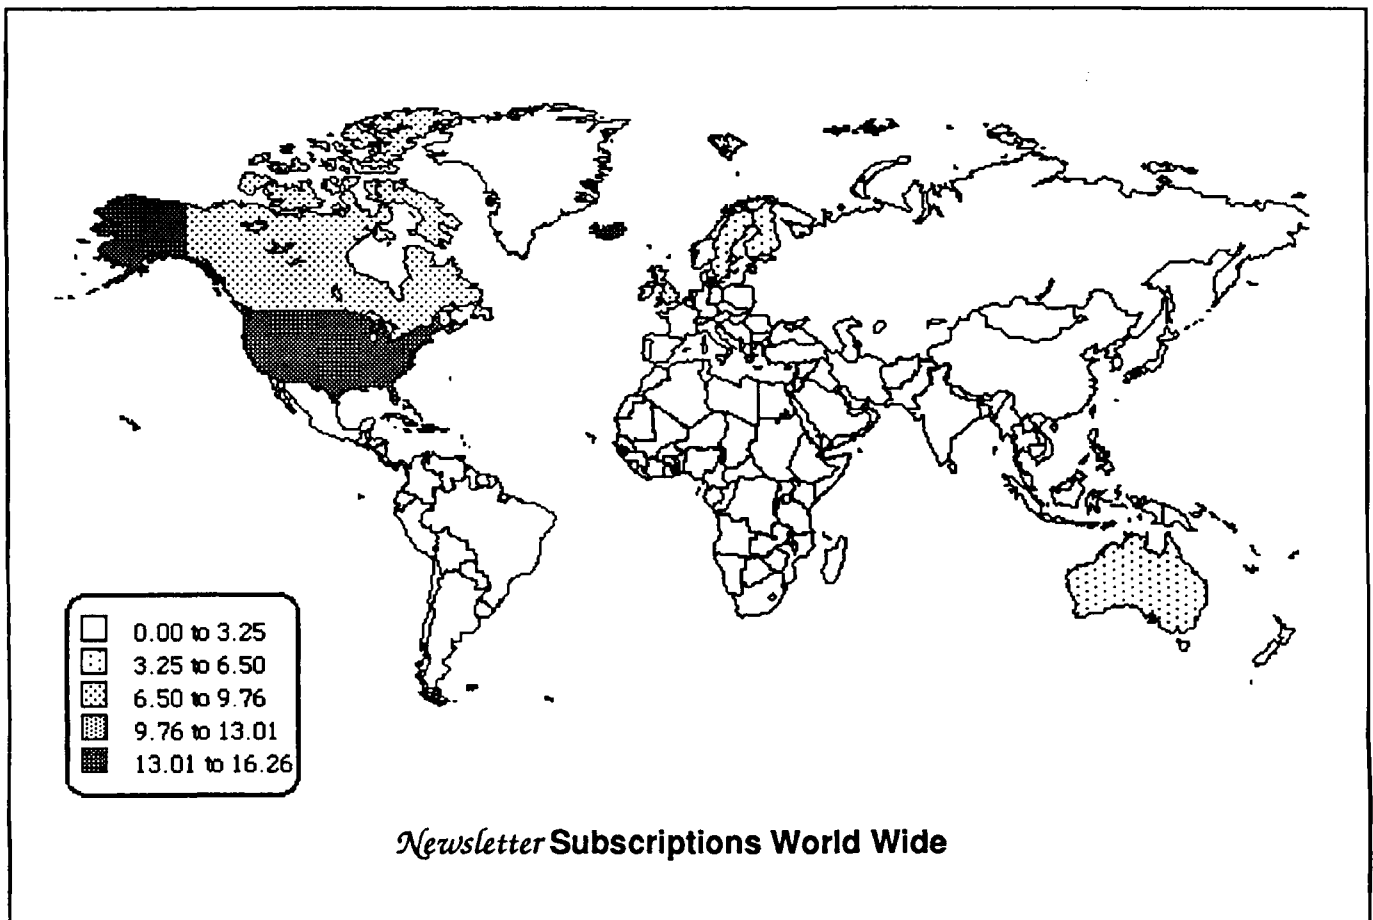 0.00 to 3.25
3.25 to 6.50
6.50 to 9.76
9.76 to 13.01
13.01 to 16.26
Newsletter Subscriptions World Wide